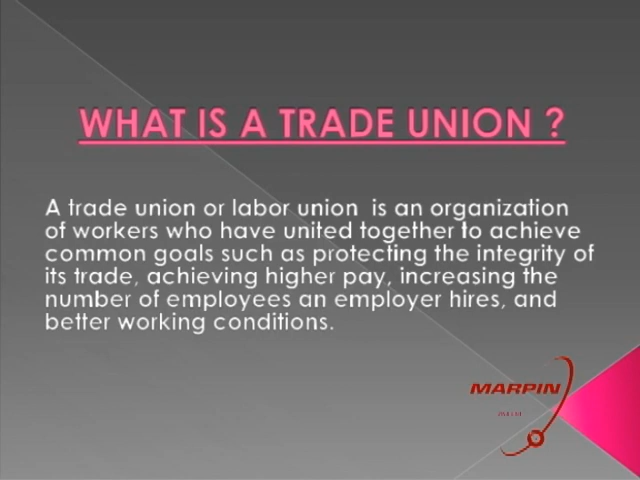 WHAT IS A TRADE UNION ?
A trade union or labor union is an organization
of workers who have united together to achieve
common goals such as protecting the integrity of
its trade, achieving higher pay, increasing the
number of employees an employer hires, and
better working conditions.
MARPIN